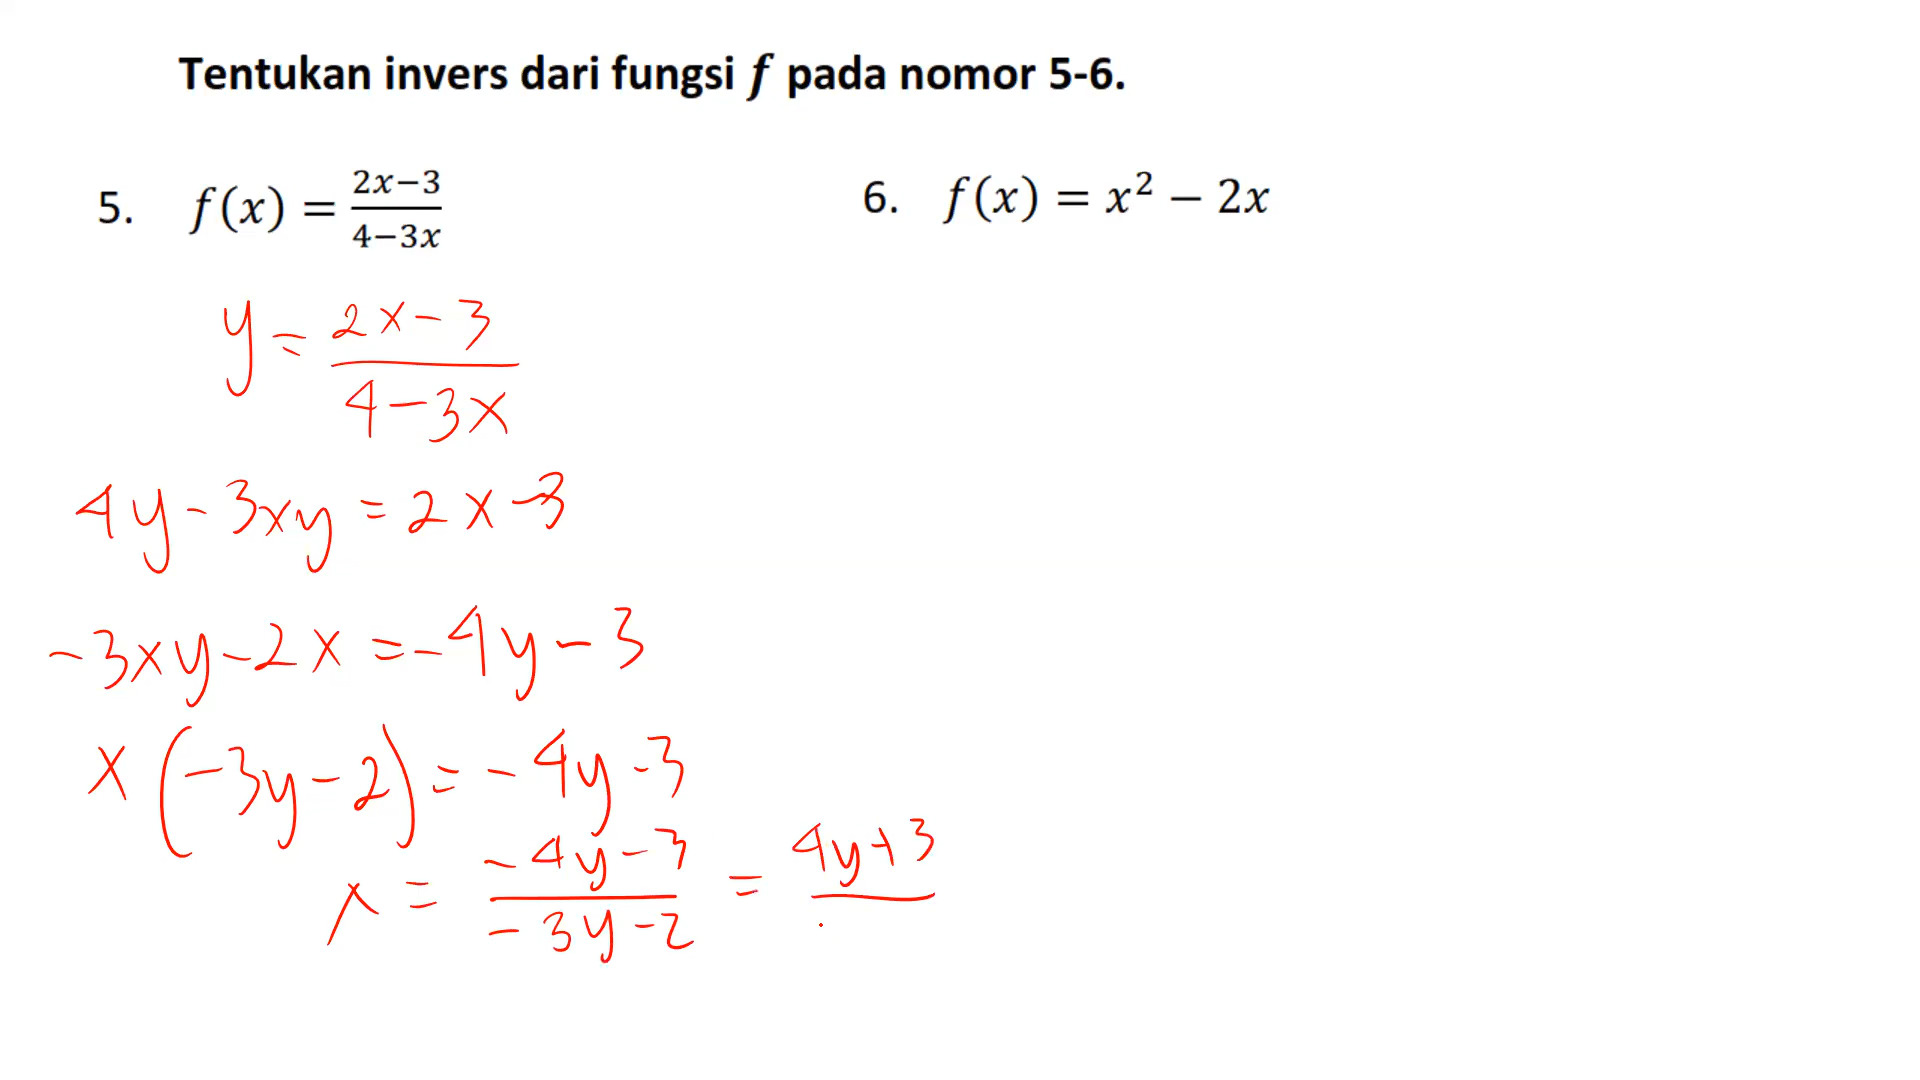 Tentukan invers dari fungsi f pada nomor 5-6.
5. f(x) = (2x−3)/(4−3x)
6. f(x) = x² − 2x
y = (2x − 3)/(4 − 3x)
4y − 3xy = 2x − 3
−3xy − 2x = −4y − 3
x(−3y − 2) = −4y − 3
x = (−4y − 3)/(−3y − 2) = (4y + 3)/